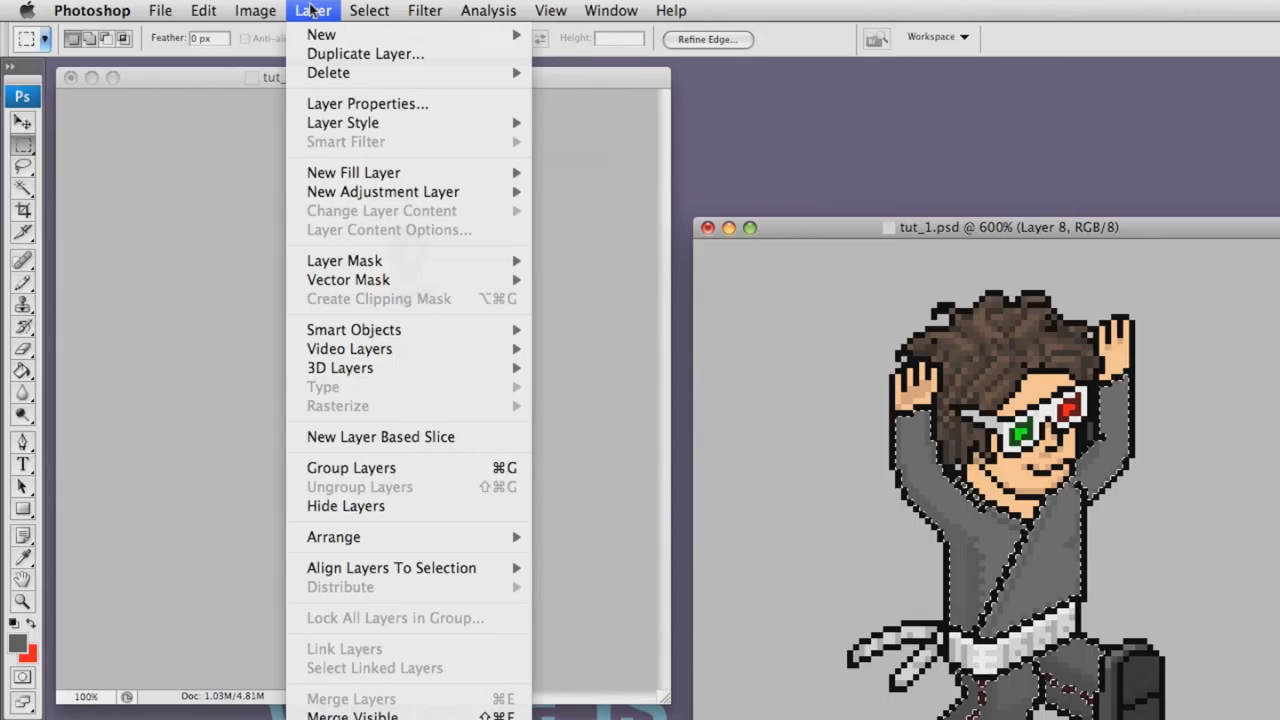 Photoshop File Edit Image Layer Select Filter Analysis View Window Help
Feather: 0 px Anti-ali Height: Refine Edge... Workspace
Ps
tut_
New
Duplicate Layer...
Delete
Layer Properties...
Layer Style
Smart Filter
New Fill Layer
New Adjustment Layer
Change Layer Content
Layer Content Options...
Layer Mask
Vector Mask
Create Clipping Mask ⌥⌘G
Smart Objects
Video Layers
3D Layers
Type
Rasterize
New Layer Based Slice
Group Layers ⌘G
Ungroup Layers ⇧⌘G
Hide Layers
Arrange
Align Layers To Selection
Distribute
Lock All Layers in Group...
Link Layers
Select Linked Layers
Merge Layers ⌘E
Merge Visible ⇧⌘E
tut_1.psd @ 600% (Layer 8, RGB/8)
100% Doc: 1.03M/4.81M